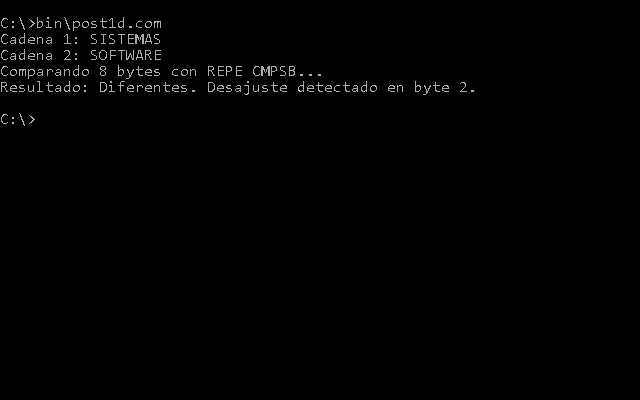 C:\>bin\post1d.com
Cadena 1: SISTEMAS
Cadena 2: SOFTWARE
Comparando 8 bytes con REPE CMPSB...
Resultado: Diferentes. Desajuste detectado en byte 2.
C:\>